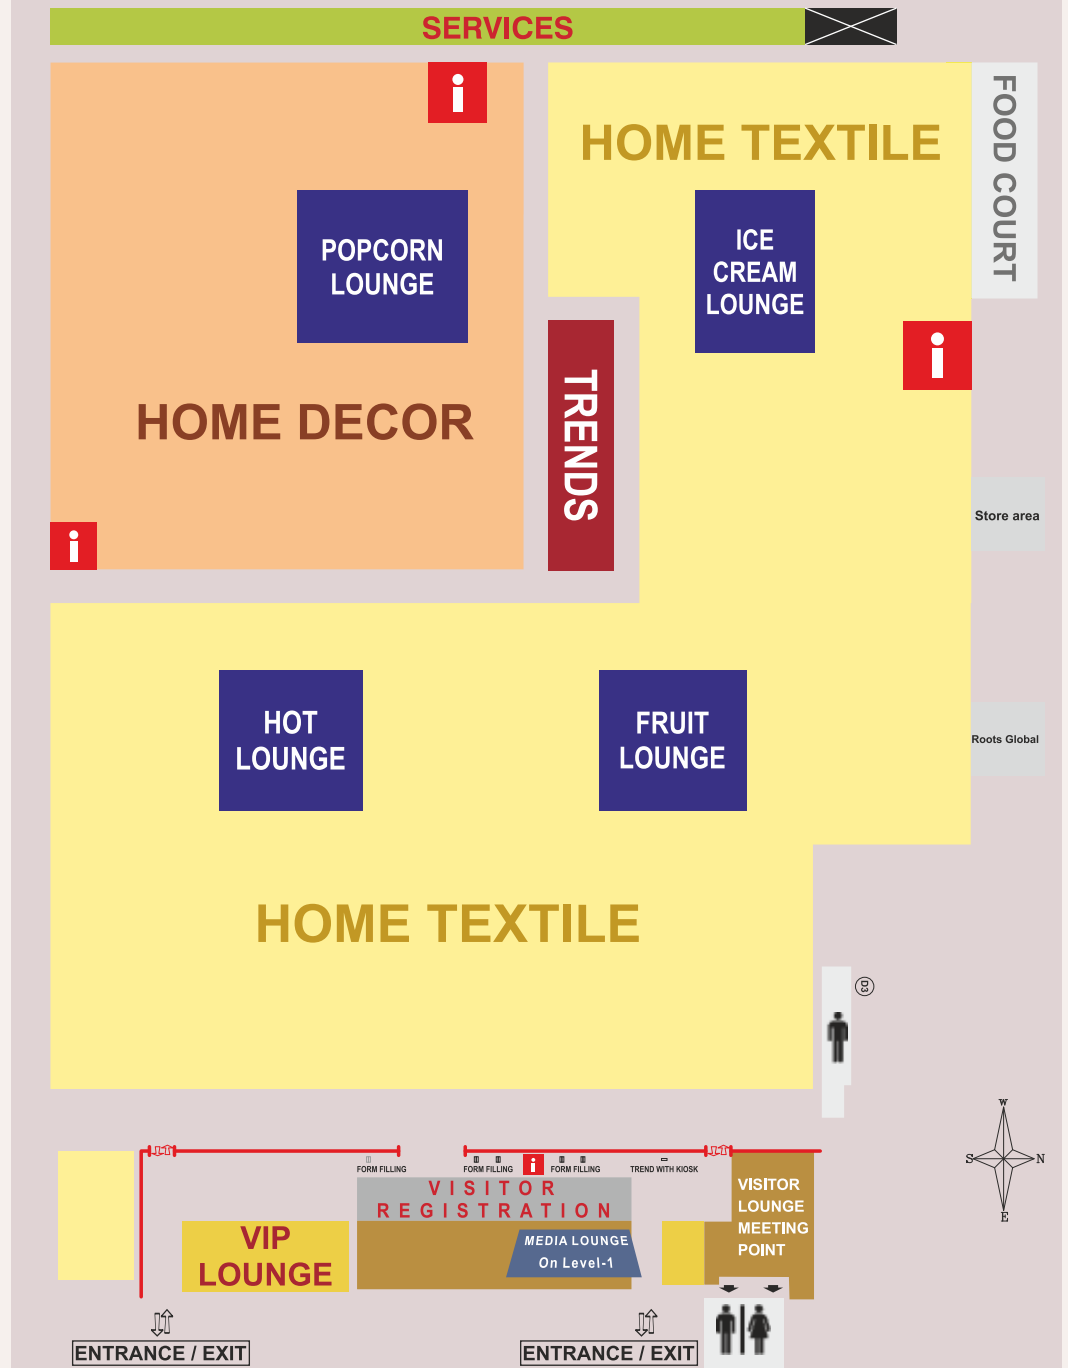 SERVICES
i
HOME TEXTILE
FOOD COURT
POPCORN
LOUNGE
ICE
CREAM
LOUNGE
i
TRENDS
HOME DECOR
Store area
i
HOT
LOUNGE
FRUIT
LOUNGE
Roots Global
HOME TEXTILE
D3
W
S
N
E
FORM FILLING
FORM FILLING
i
FORM FILLING
TREND WITH KIOSK
VISITOR
REGISTRATION
VISITOR
LOUNGE
MEETING
POINT
VIP
LOUNGE
MEDIA LOUNGE
On Level-1
ENTRANCE / EXIT
ENTRANCE / EXIT